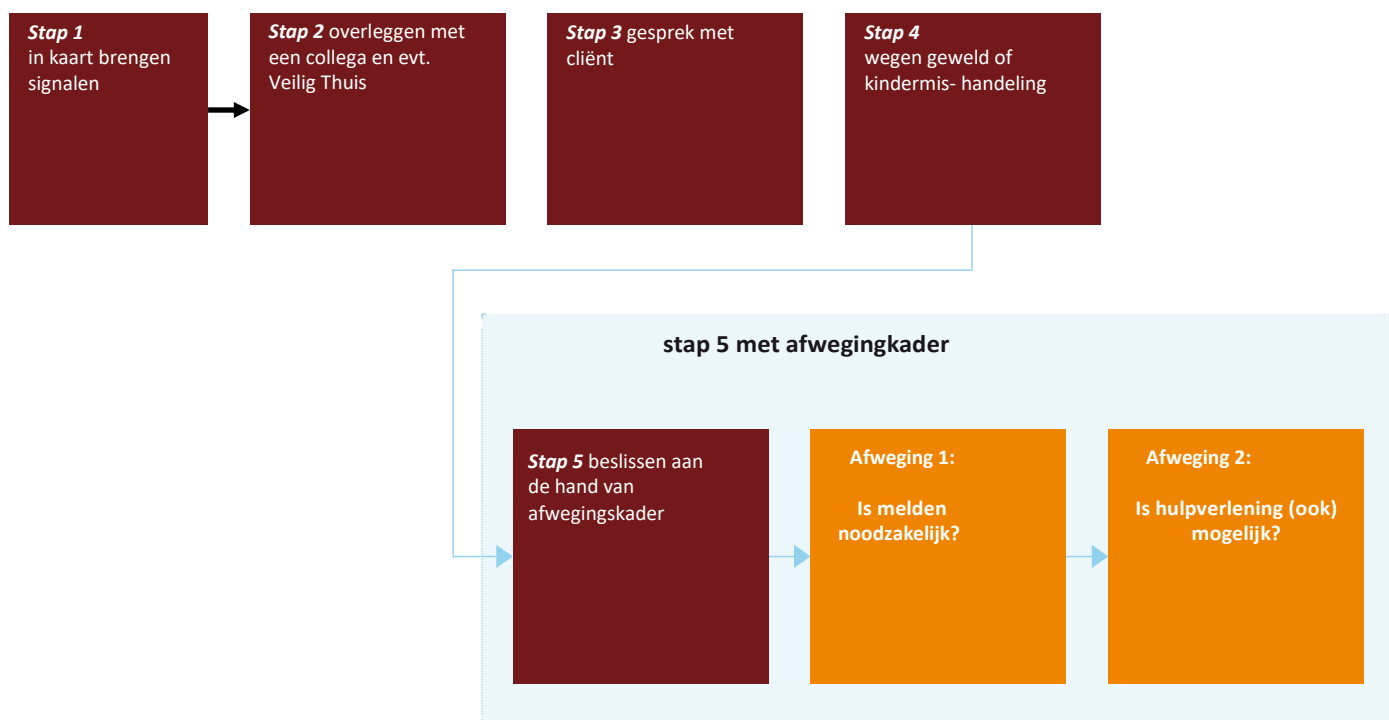 Stap 1
in kaart brengen
signalen
Stap 2 overleggen met
een collega en evt.
Veilig Thuis
Stap 3 gesprek met
cliënt
Stap 4
wegen geweld of
kindermis- handeling
stap 5 met afwegingkader
Stap 5 beslissen aan
de hand van
afwegingskader
Afweging 1:
Is melden
noodzakelijk?
Afweging 2:
Is hulpverlening (ook)
mogelijk?